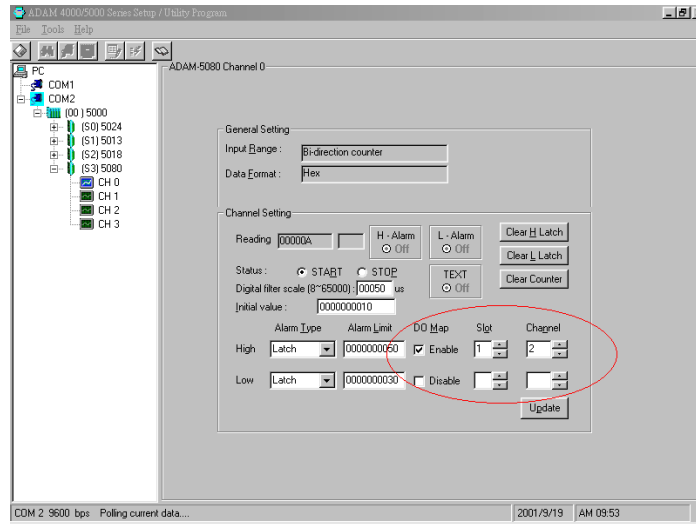 ADAM 4000/5000 Series Setup / Utility Program
File Tools Help
PC
COM1
COM2
(00 ) 5000
(S0) 5024
(S1) 5013
(S2) 5018
(S3) 5080
CH 0
CH 1
CH 2
CH 3
ADAM-5080 Channel 0
General Setting
Input Range : Bi-direction counter
Data Format : Hex
Channel Setting
Reading 00000A
H - Alarm
Off
L - Alarm
Off
Clear H Latch
Clear L Latch
Clear Counter
Status : START STOP
TEXT
Off
Digital filter scale (8~65000) : 00050 us
Initial value : 0000000010
Alarm Type Alarm Limit DO Map Slot Channel
High Latch 0000000050 Enable 1 2
Low Latch 0000000030 Disable
Update
COM 2 9600 bps Polling current data.... 2001/9/19 AM 09:53